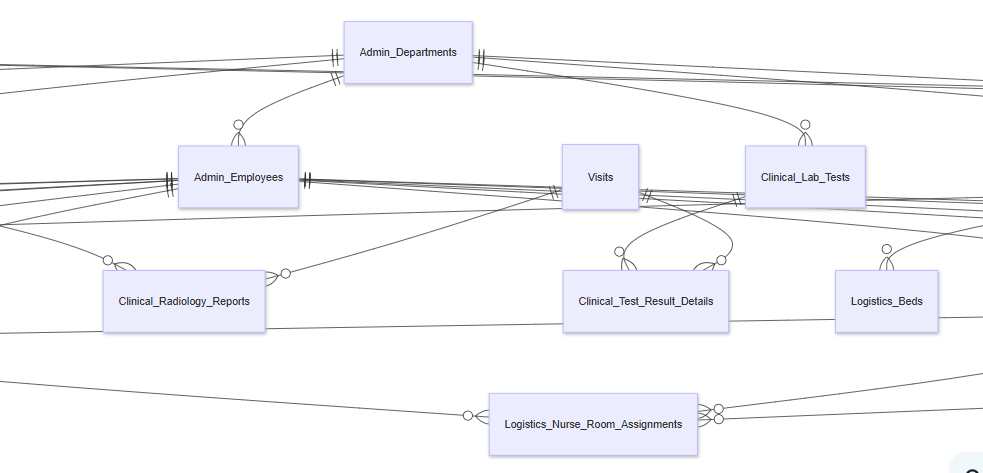 Admin_Departments
Admin_Employees
Visits
Clinical_Lab_Tests
Clinical_Radiology_Reports
Clinical_Test_Result_Details
Logistics_Beds
Logistics_Nurse_Room_Assignments